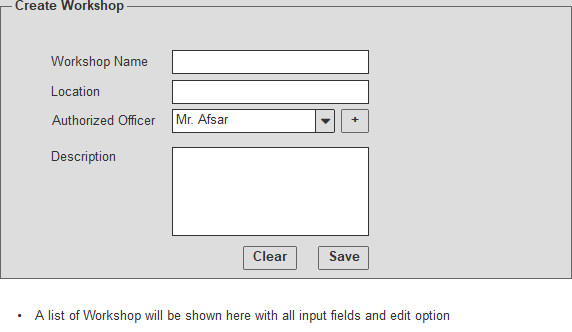 Create Workshop
Workshop Name
Location
Authorized Officer Mr. Afsar +
Description
Clear Save
• A list of Workshop will be shown here with all input fields and edit option